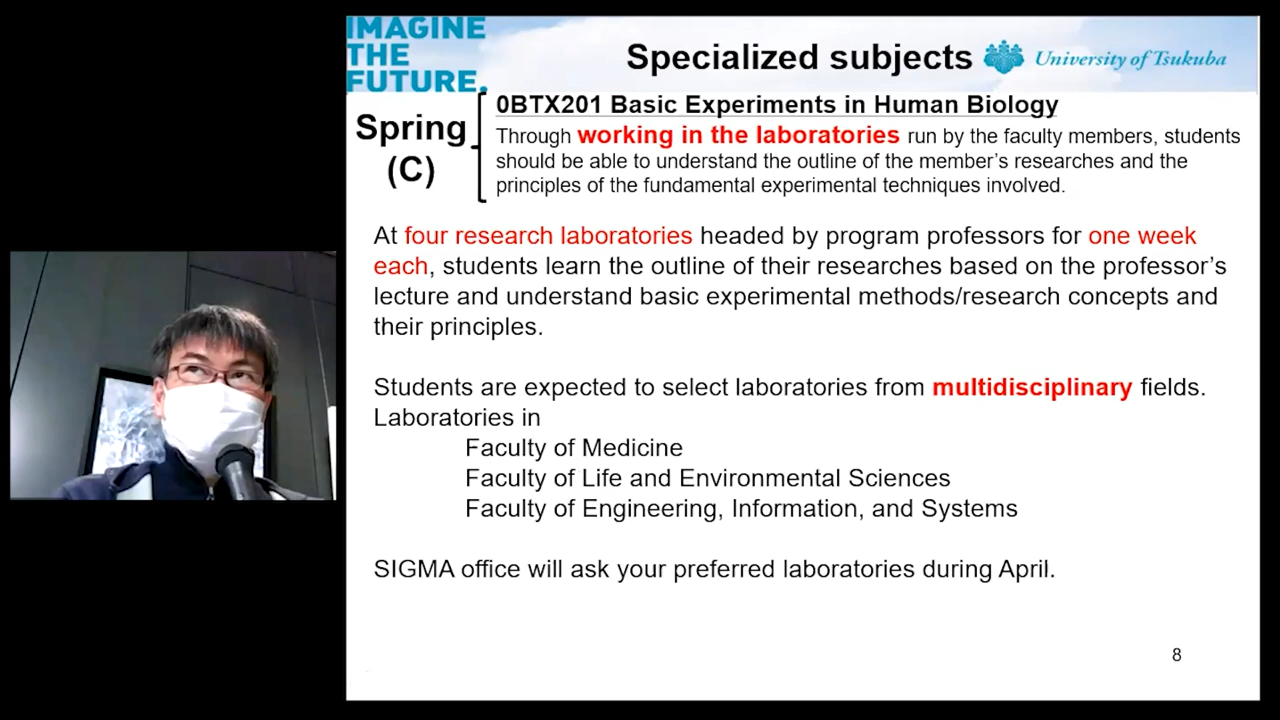 IMAGINE
THE
FUTURE.
Specialized subjects
University of Tsukuba
Spring
(C)
0BTX201 Basic Experiments in Human Biology
Through working in the laboratories run by the faculty members, students
should be able to understand the outline of the member's researches and the
principles of the fundamental experimental techniques involved.
At four research laboratories headed by program professors for one week
each, students learn the outline of their researches based on the professor's
lecture and understand basic experimental methods/research concepts and
their principles.
Students are expected to select laboratories from multidisciplinary fields.
Laboratories in
Faculty of Medicine
Faculty of Life and Environmental Sciences
Faculty of Engineering, Information, and Systems
SIGMA office will ask your preferred laboratories during April.
8